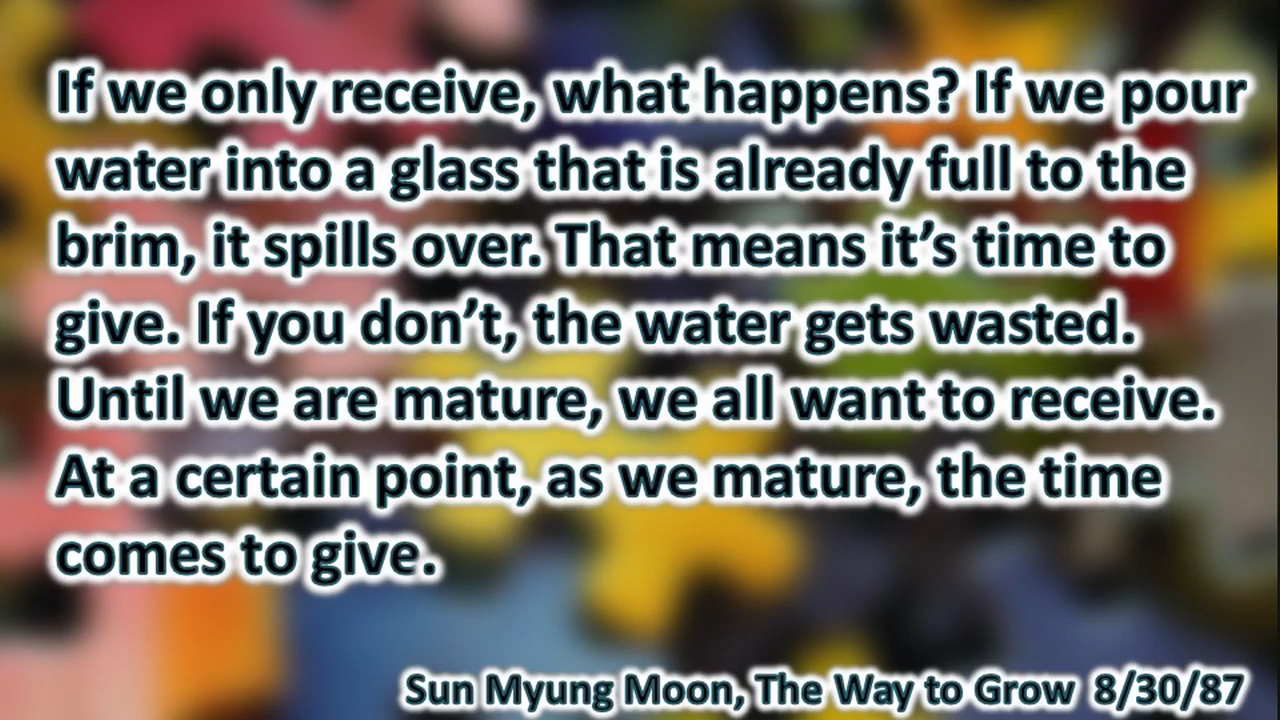 If we only receive, what happens? If we pour
water into a glass that is already full to the
brim, it spills over. That means it’s time to
give. If you don’t, the water gets wasted.
Until we are mature, we all want to receive.
At a certain point, as we mature, the time
comes to give.
Sun Myung Moon, The Way to Grow 8/30/87